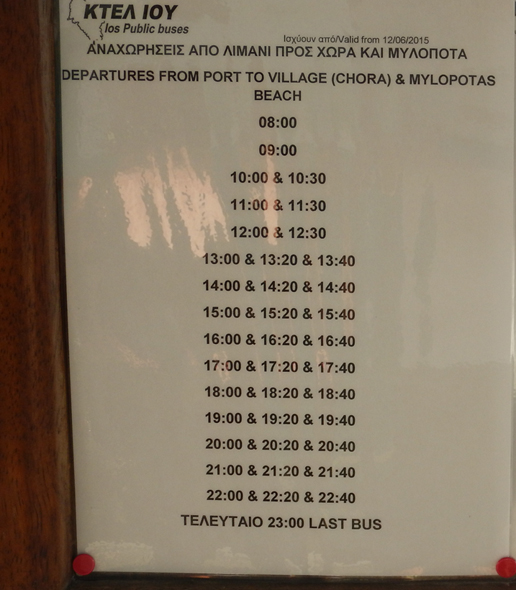 ΚΤΕΛ ΙΟΥ
Ios Public buses
Ισχύουν από/Valid from 12/06/2015
ΑΝΑΧΩΡΗΣΕΙΣ ΑΠΟ ΛΙΜΑΝΙ ΠΡΟΣ ΧΩΡΑ ΚΑΙ ΜΥΛΟΠΟΤΑ
DEPARTURES FROM PORT TO VILLAGE (CHORA) & MYLOPOTAS
BEACH
08:00
09:00
10:00 & 10:30
11:00 & 11:30
12:00 & 12:30
13:00 & 13:20 & 13:40
14:00 & 14:20 & 14:40
15:00 & 15:20 & 15:40
16:00 & 16:20 & 16:40
17:00 & 17:20 & 17:40
18:00 & 18:20 & 18:40
19:00 & 19:20 & 19:40
20:00 & 20:20 & 20:40
21:00 & 21:20 & 21:40
22:00 & 22:20 & 22:40
ΤΕΛΕΥΤΑΙΟ 23:00 LAST BUS